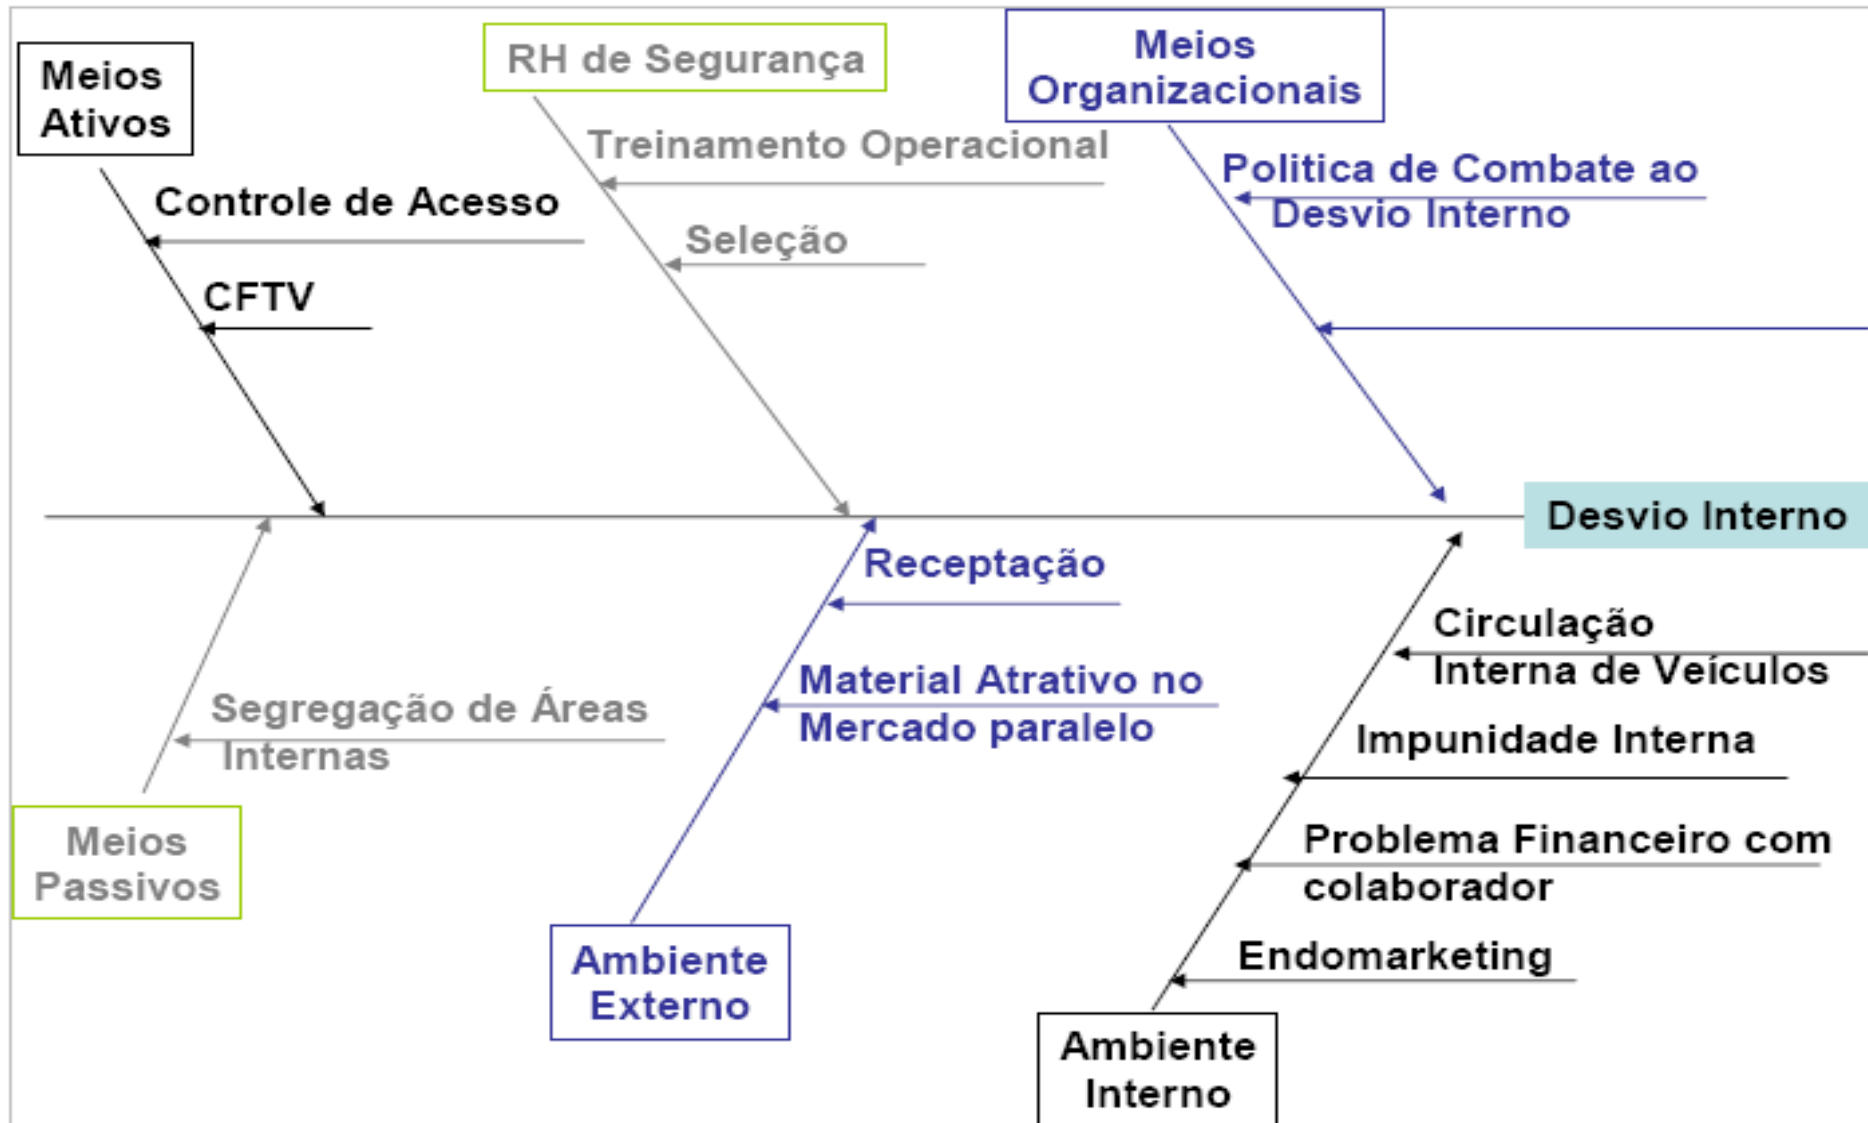 Meios
Ativos
RH de Segurança
Meios
Organizacionais
Treinamento Operacional
Politica de Combate ao
Desvio Interno
Controle de Acesso
Seleção
CFTV
Desvio Interno
Receptação
Circulação
Interna de Veículos
Material Atrativo no
Mercado paralelo
Segregação de Áreas
Internas
Impunidade Interna
Meios
Passivos
Problema Financeiro com
colaborador
Ambiente
Externo
Endomarketing
Ambiente
Interno